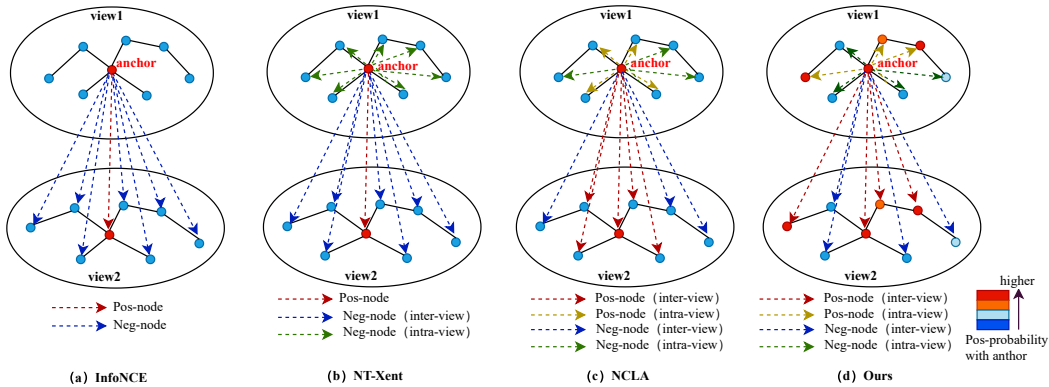 view1
anchor
view2
Pos-node
Neg-node
(a) InfoNCE
view1
anchor
view2
Pos-node
Neg-node (inter-view)
Neg-node (intra-view)
(b) NT-Xent
view1
anchor
view2
Pos-node (inter-view)
Pos-node (intra-view)
Neg-node (inter-view)
Neg-node (intra-view)
(c) NCLA
view1
anchor
view2
Pos-node (inter-view)
Pos-node (intra-view)
Neg-node (inter-view)
Neg-node (intra-view)
higher
Pos-probability
with anthor
(d) Ours